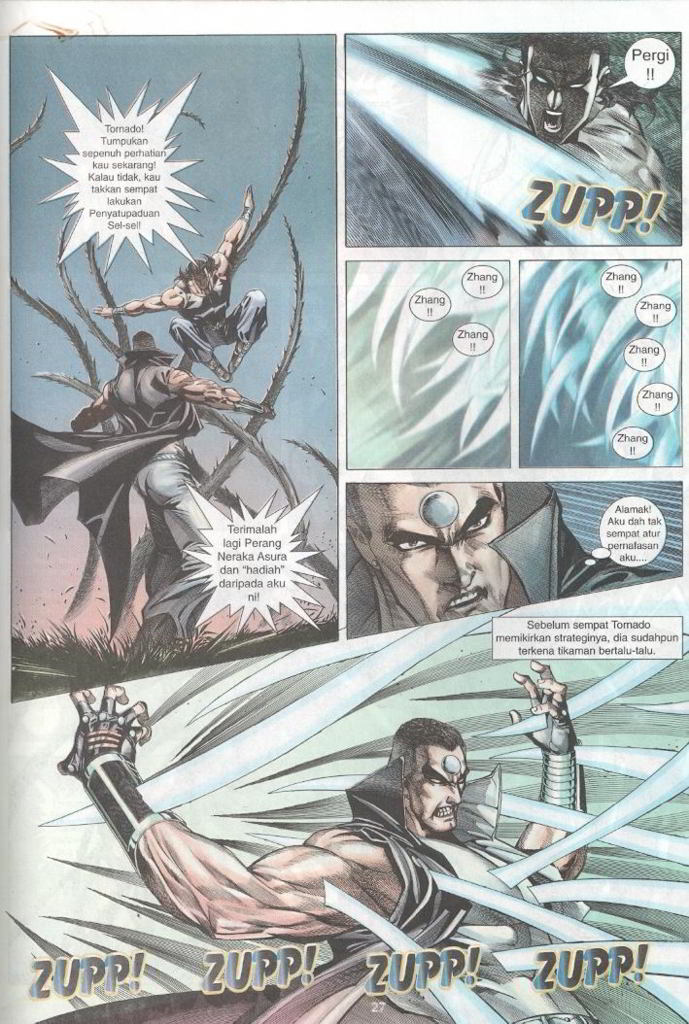 Tornado!
Tumpukan
sepenuh perhatian
kau sekarang!
Kalau tidak, kau
takkan sempat
lakukan
Penyatupaduan
Sel-sel!
Terimalah
lagi Perang
Neraka Asura
dan "hadiah"
daripada aku
ni!
Pergi
!!
ZUPP!
Zhang
!!
Zhang
!!
Zhang
!!
Zhang
!!
Zhang
!!
Zhang
!!
Zhang
!!
Zhang
!!
Alamak!
Aku dah tak
sempat atur
pernafasan
aku....
Sebelum sempat Tornado
memikirkan strateginya, dia sudahpun
terkena tikaman bertalu-talu.
ZUPP! ZUPP! ZUPP! ZUPP!
27